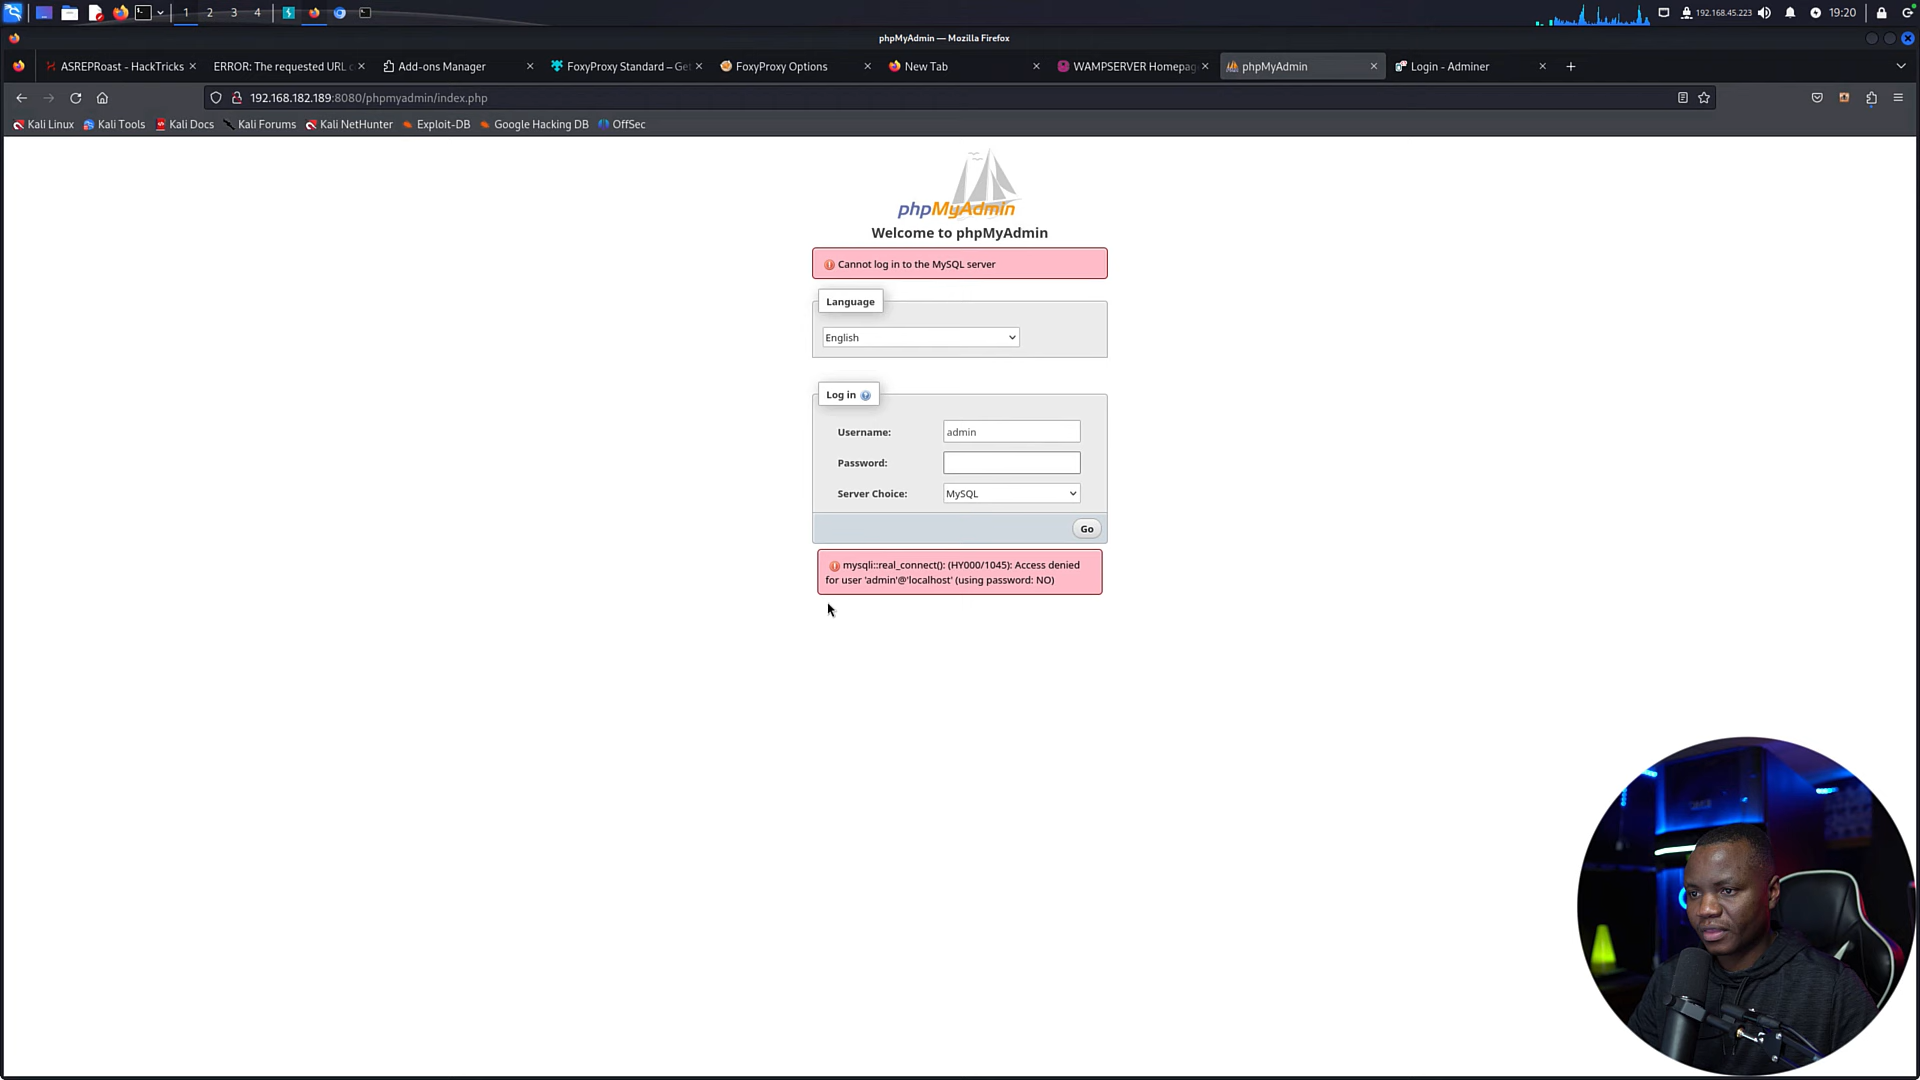 1 2 3 4
192.168.45.223
19:20
phpMyAdmin — Mozilla Firefox
ASREPRoast - HackTricks
ERROR: The requested URL
Add-ons Manager
FoxyProxy Standard – Ge
FoxyProxy Options
New Tab
WAMPSERVER Homepag
phpMyAdmin
Login - Adminer
192.168.182.189:8080/phpmyadmin/index.php
Kali Linux
Kali Tools
Kali Docs
Kali Forums
Kali NetHunter
Exploit-DB
Google Hacking DB
OffSec
phpMyAdmin
Welcome to phpMyAdmin
Cannot log in to the MySQL server
Language
English
Log in
Username: admin
Password:
Server Choice: MySQL
Go
mysqli::real_connect(): (HY000/1045): Access denied
for user 'admin'@'localhost' (using password: NO)